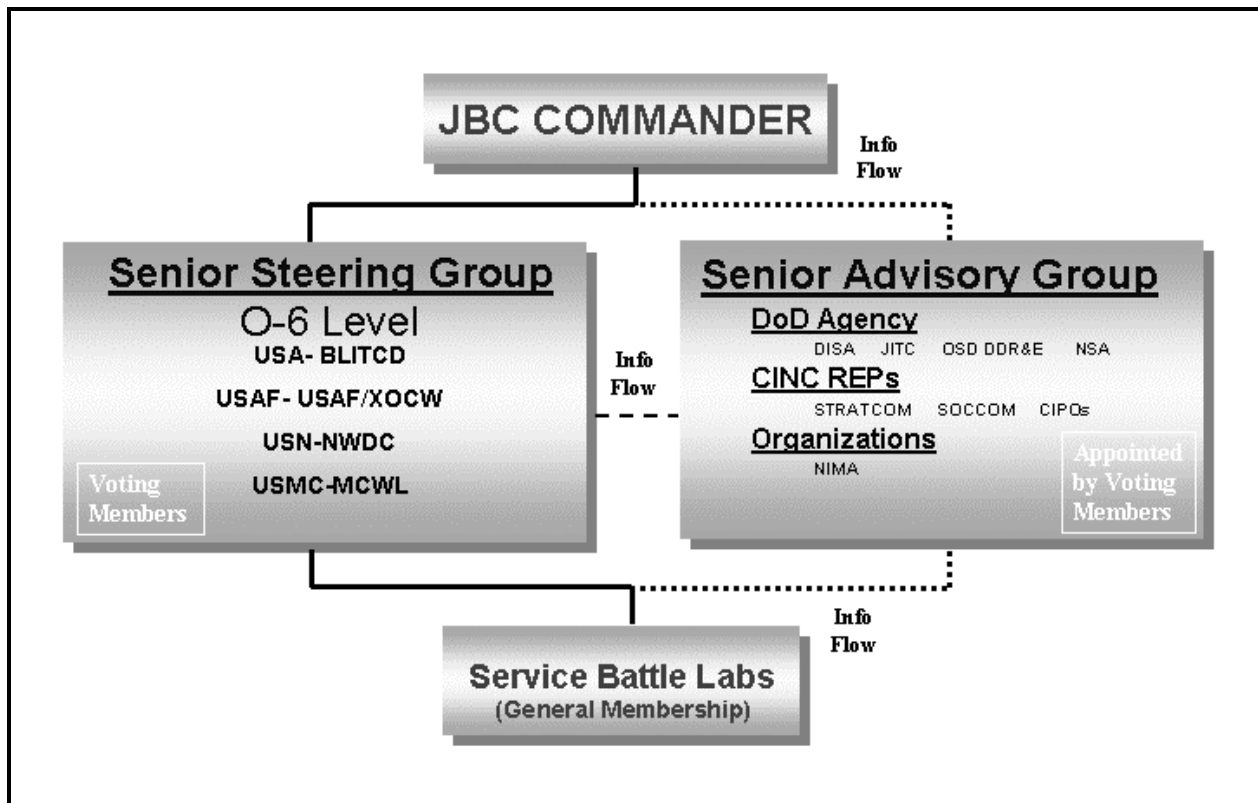 JBC COMMANDER
Info
Flow
Senior Steering Group
O-6 Level
USA- BLITCD
USAF- USAF/XOCW
USN-NWDC
USMC-MCWL
Voting
Members
Info
Flow
Senior Advisory Group
DoD Agency
DISA JITC OSD DDR&E NSA
CINC REPs
STRATCOM SOCCOM CIPOs
Organizations
NIMA
Appointed
by Voting
Members
Info
Flow
Service Battle Labs
(General Membership)